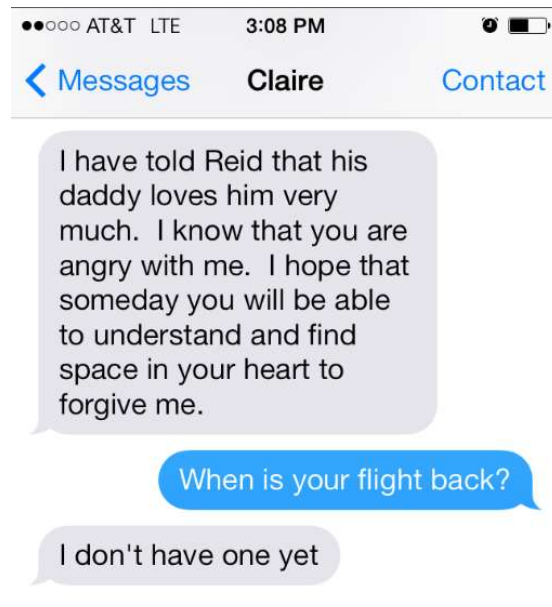 AT&T LTE 3:08 PM
Messages Claire Contact
I have told Reid that his
daddy loves him very
much. I know that you are
angry with me. I hope that
someday you will be able
to understand and find
space in your heart to
forgive me.
When is your flight back?
I don't have one yet